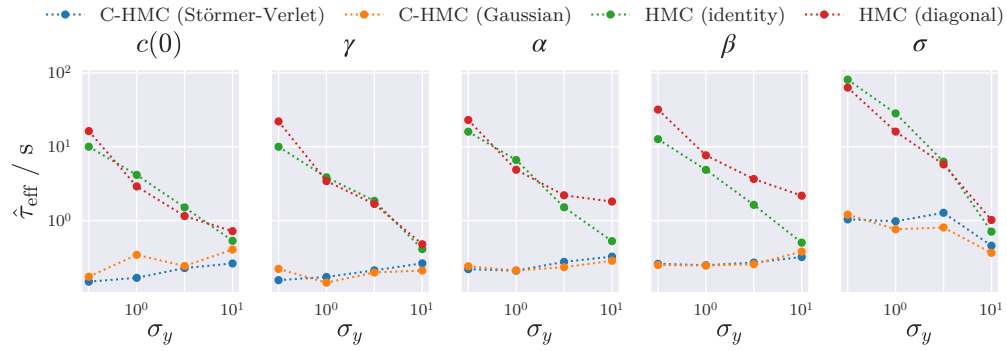 C-HMC (Störmer-Verlet) C-HMC (Gaussian) HMC (identity) HMC (diagonal)
c(0) γ α β σ
10² 
10¹
10⁰
τ̂_eff / s
10⁰ 10¹ 10⁰ 10¹ 10⁰ 10¹ 10⁰ 10¹ 10⁰ 10¹
σ_y σ_y σ_y σ_y σ_y